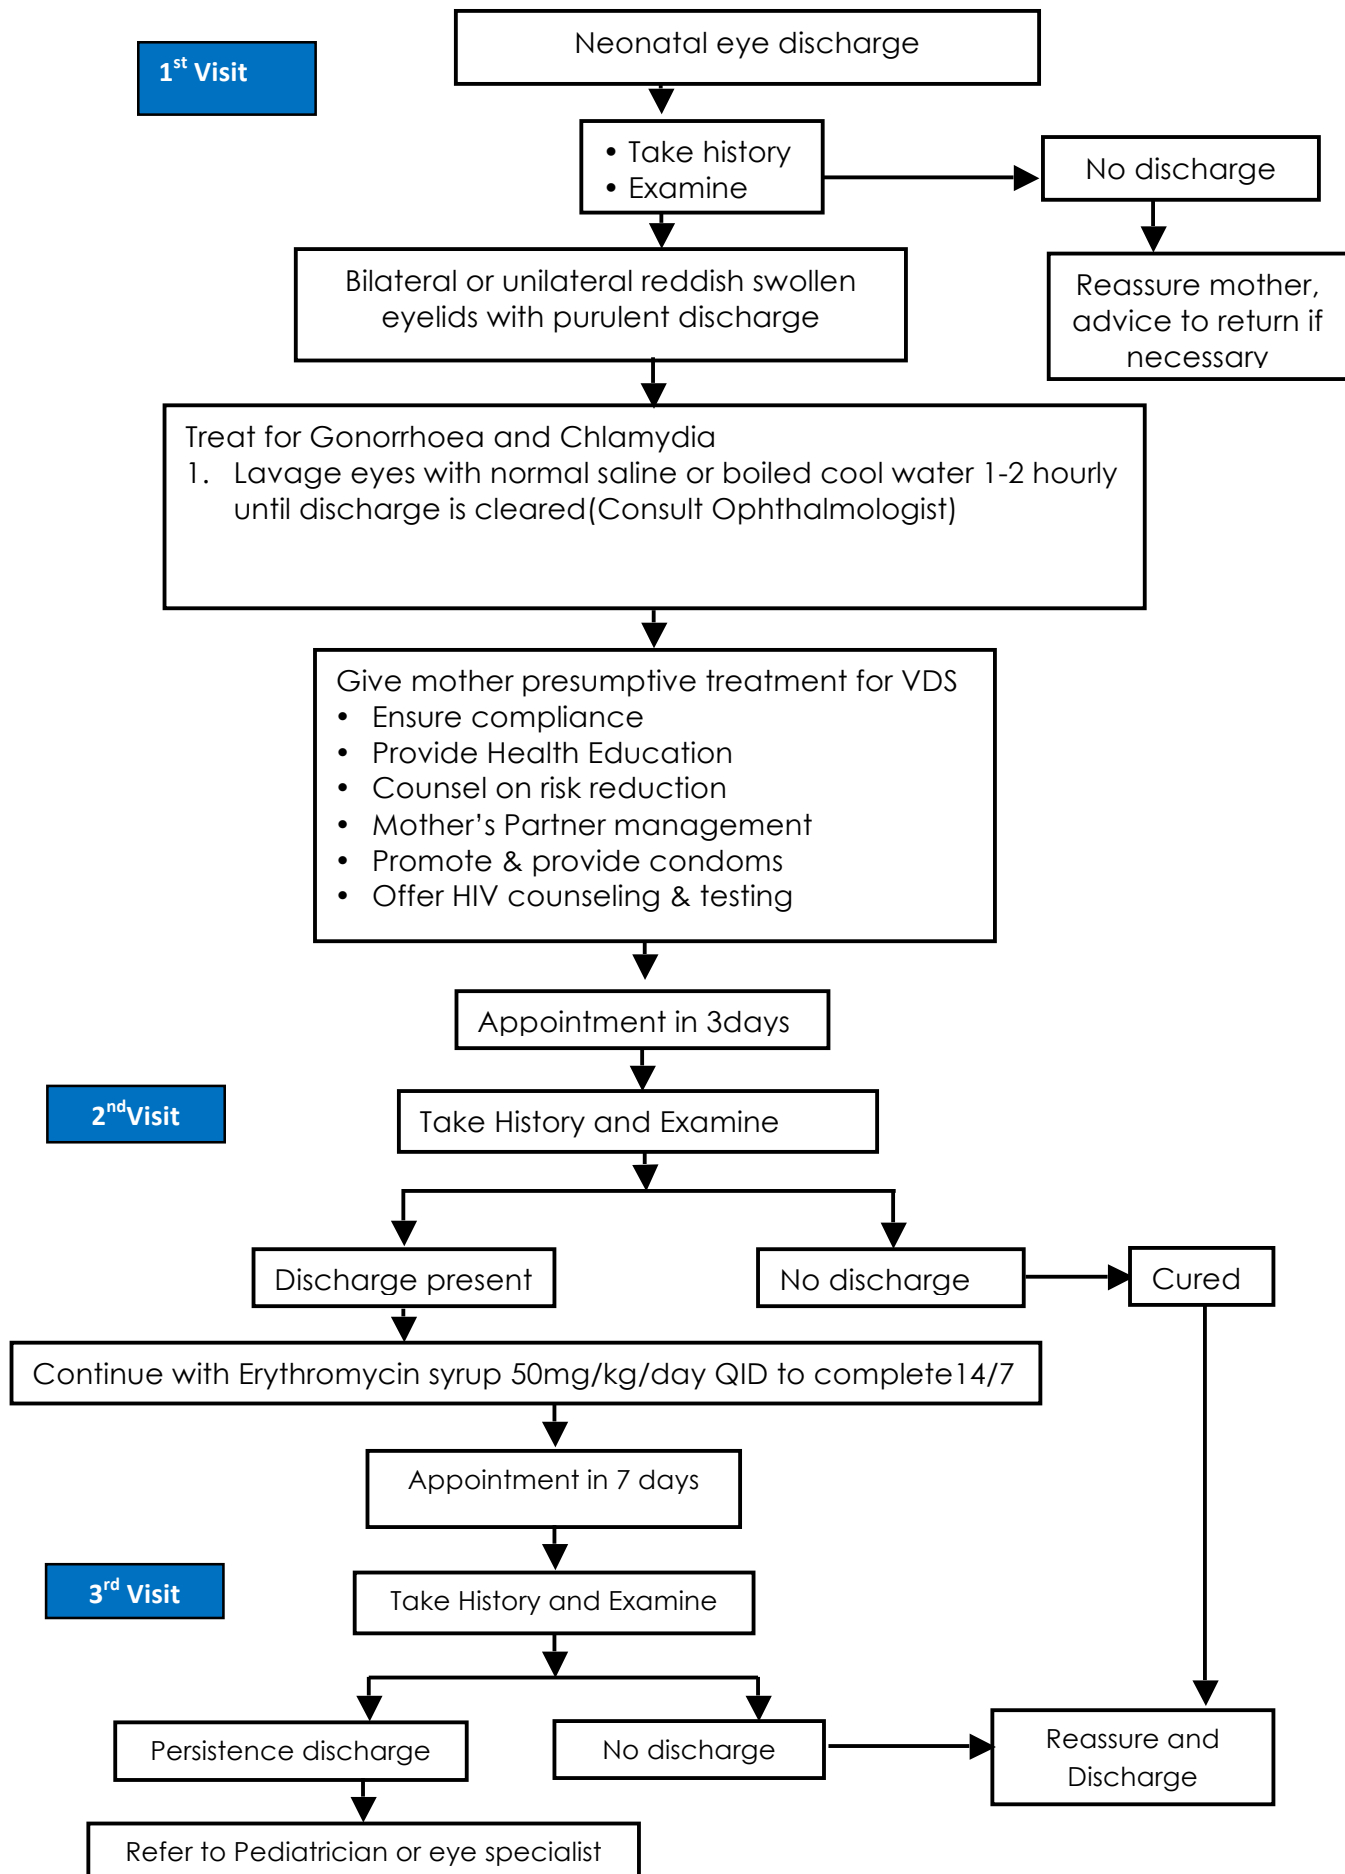 Neonatal eye discharge
1st Visit
• Take history
• Examine
No discharge
Bilateral or unilateral reddish swollen
eyelids with purulent discharge
Reassure mother,
advice to return if
necessary
Treat for Gonorrhoea and Chlamydia
1. Lavage eyes with normal saline or boiled cool water 1-2 hourly
until discharge is cleared(Consult Ophthalmologist)
Give mother presumptive treatment for VDS
• Ensure compliance
• Provide Health Education
• Counsel on risk reduction
• Mother’s Partner management
• Promote & provide condoms
• Offer HIV counseling & testing
Appointment in 3days
2nd Visit
Take History and Examine
Discharge present
No discharge
Cured
Continue with Erythromycin syrup 50mg/kg/day QID to complete14/7
Appointment in 7 days
3rd Visit
Take History and Examine
Persistence discharge
No discharge
Reassure and
Discharge
Refer to Pediatrician or eye specialist